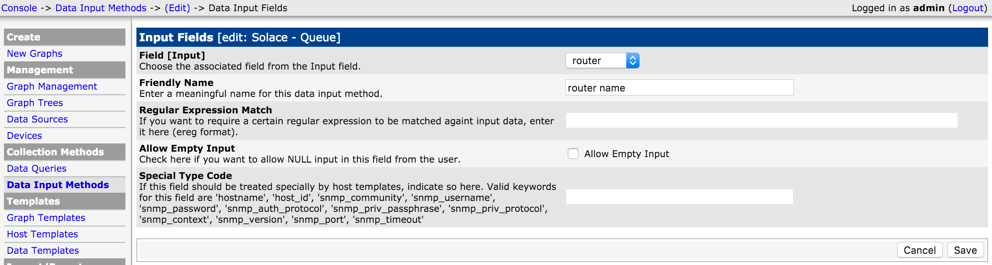 Console -> Data Input Methods -> (Edit) -> Data Input Fields
Logged in as admin (Logout)
Create
New Graphs
Management
Graph Management
Graph Trees
Data Sources
Devices
Collection Methods
Data Queries
Data Input Methods
Templates
Graph Templates
Host Templates
Data Templates
Input Fields [edit: Solace - Queue]
Field [Input]
Choose the associated field from the Input field.
router
Friendly Name
Enter a meaningful name for this data input method.
router name
Regular Expression Match
If you want to require a certain regular expression to be matched againt input data, enter
it here (ereg format).
Allow Empty Input
Check here if you want to allow NULL input in this field from the user.
Allow Empty Input
Special Type Code
If this field should be treated specially by host templates, indicate so here. Valid keywords
for this field are 'hostname', 'host_id', 'snmp_community', 'snmp_username',
'snmp_password', 'snmp_auth_protocol', 'snmp_priv_passphrase', 'snmp_priv_protocol',
'snmp_context', 'snmp_version', 'snmp_port', 'snmp_timeout'
Cancel
Save